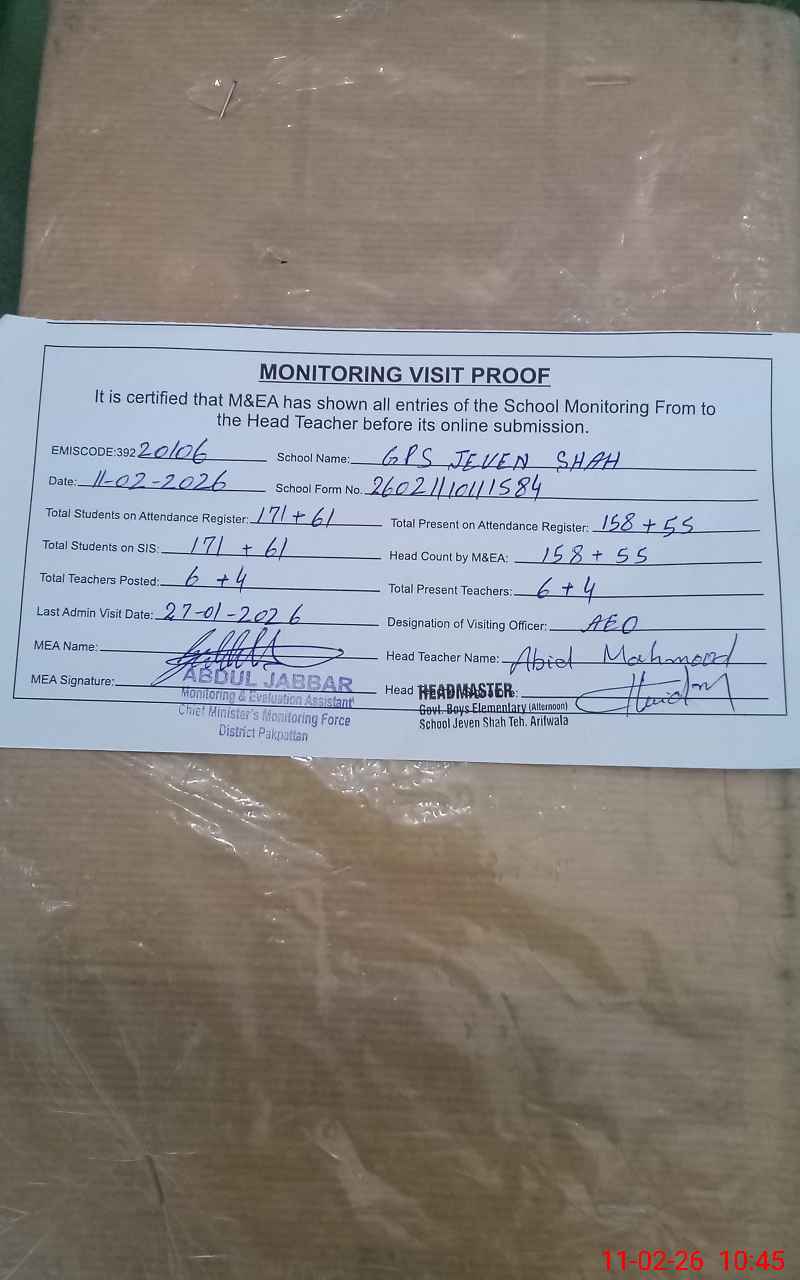 MONITORING VISIT PROOF
It is certified that M&EA has shown all entries of the School Monitoring From to
the Head Teacher before its online submission.
EMISCODE:392 20106 School Name: GPS JEVEN SHAH
Date: 11-02-2026 School Form No. 26021110111584
Total Students on Attendance Register: 171 + 61 Total Present on Attendance Register: 158 + 55
Total Students on SIS: 171 + 61 Head Count by M&EA: 158 + 55
Total Teachers Posted: 6 + 4 Total Present Teachers: 6 + 4
Last Admin Visit Date: 27-01-2026 Designation of Visiting Officer: AEO
MEA Name: Head Teacher Name: Abid Mahmood
MEA Signature: ABDUL JABBAR Head HEADMASTER
Monitoring & Evaluation Assistant Govt. Boys Elementary (Afternoon)
Chief Minister's Monitoring Force School Jeven Shah Teh. Arifwala
District Pakpattan
11-02-26 10:45